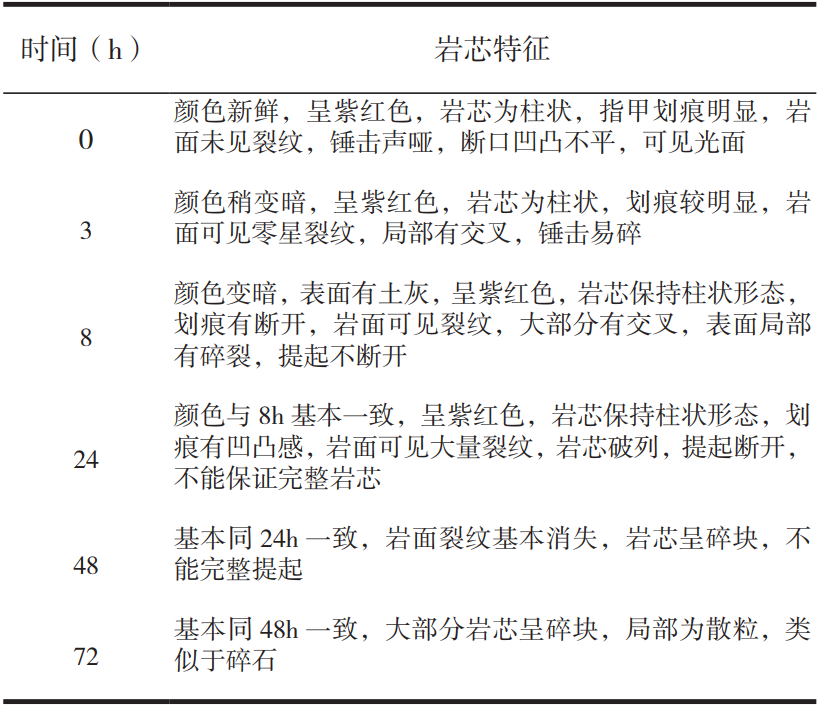 时间（h） 岩芯特征
颜色新鲜，呈紫红色，岩芯为柱状，指甲划痕明显，岩
0
面未见裂纹，锤击声哑，断口凹凸不平，可见光面
颜色稍变暗，呈紫红色，岩芯为柱状，划痕较明显，岩
3
面可见零星裂纹，局部有交叉，锤击易碎
颜色变暗，表面有土灰，呈紫红色，岩芯保持柱状形态，
8
划痕有断开，岩面可见裂纹，大部分有交叉，表面局部
有碎裂，提起不断开
颜色与 8h 基本一致，呈紫红色，岩芯保持柱状形态，划
24
痕有凹凸感，岩面可见大量裂纹，岩芯破列，提起断开，
不能保证完整岩芯
基本同 24h 一致，岩面裂纹基本消失，岩芯呈碎块，不
48
能完整提起
基本同 48h 一致，大部分岩芯呈碎块，局部为散粒，类
72
似于碎石